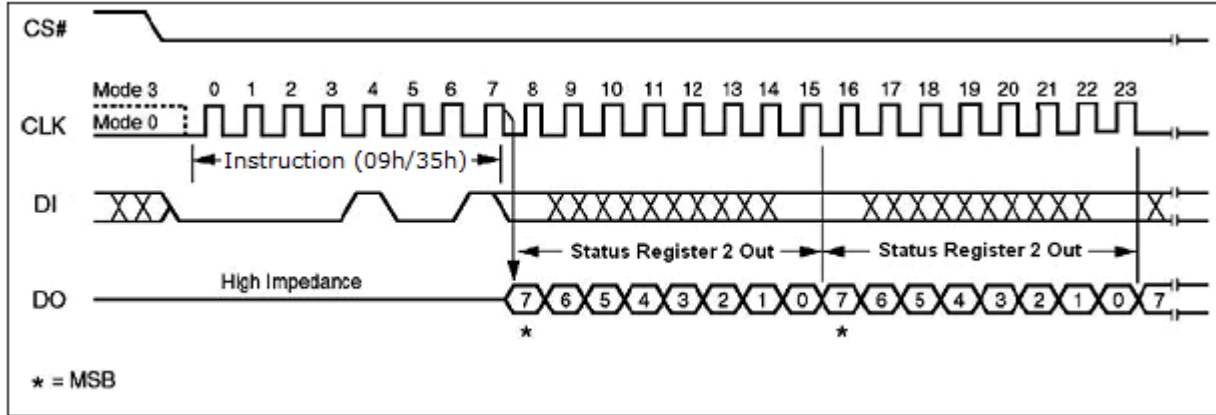 CS#
Mode 3 0 1 2 3 4 5 6 7 8 9 10 11 12 13 14 15 16 17 18 19 20 21 22 23
CLK Mode 0
Instruction (09h/35h)
DI
Status Register 2 Out Status Register 2 Out
High Impedance
DO 7 6 5 4 3 2 1 0 7 6 5 4 3 2 1 0 7
* *
* = MSB